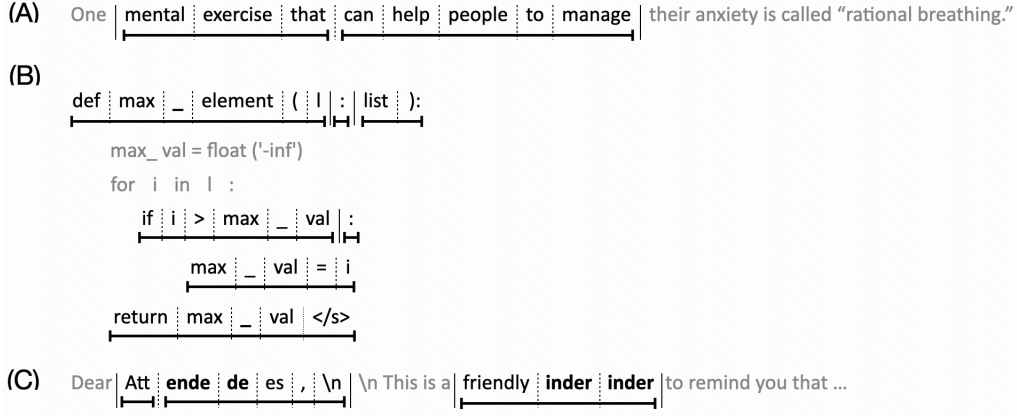 (A) One mental exercise that can help people to manage their anxiety is called “rational breathing.”
(B)
def max _ element ( l : list ):
max_ val = float ('-inf')
for i in l :
if i > max _ val :
max _ val = i
return max _ val </s>
(C) Dear Att ende de es , \n \n This is a friendly inder inder to remind you that ...